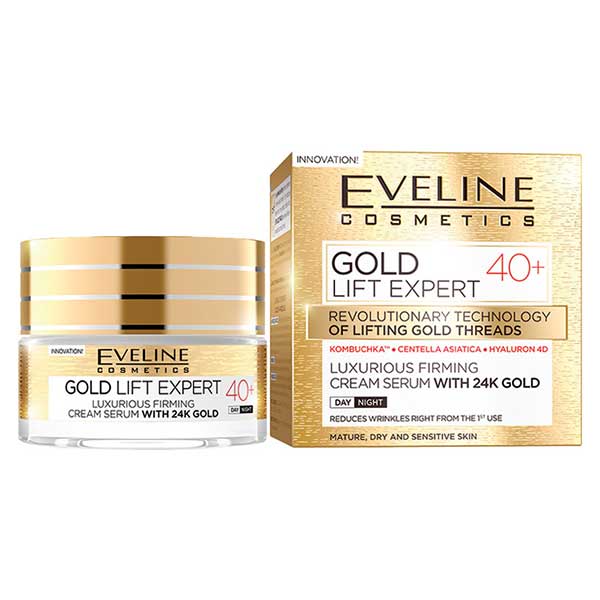 INNOVATION!
EVELINE
COSMETICS
GOLD LIFT EXPERT 40+
LUXURIOUS FIRMING
CREAM SERUM WITH 24K GOLD
DAY NIGHT
INNOVATION!
EVELINE
COSMETICS
GOLD
LIFT EXPERT 40+
REVOLUTIONARY TECHNOLOGY
OF LIFTING GOLD THREADS
KOMBUCHKA™ • CENTELLA ASIATICA • HYALURON 4D
LUXURIOUS FIRMING
CREAM SERUM WITH 24K GOLD
DAY NIGHT
REDUCES WRINKLES RIGHT FROM THE 1ST USE
MATURE, DRY AND SENSITIVE SKIN